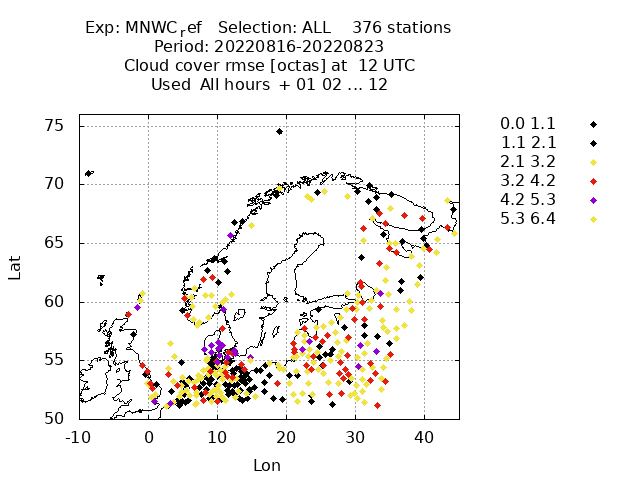 Exp: MNWC_ref   Selection: ALL    376 stations
Period: 20220816-20220823
Cloud cover rmse [octas] at  12 UTC
Used  All hours  + 01 02 ... 12
0.0 1.1
1.1 2.1
2.1 3.2
3.2 4.2
4.2 5.3
5.3 6.4
75
70
65
60
55
50
Lat
-10 0 10 20 30 40
Lon